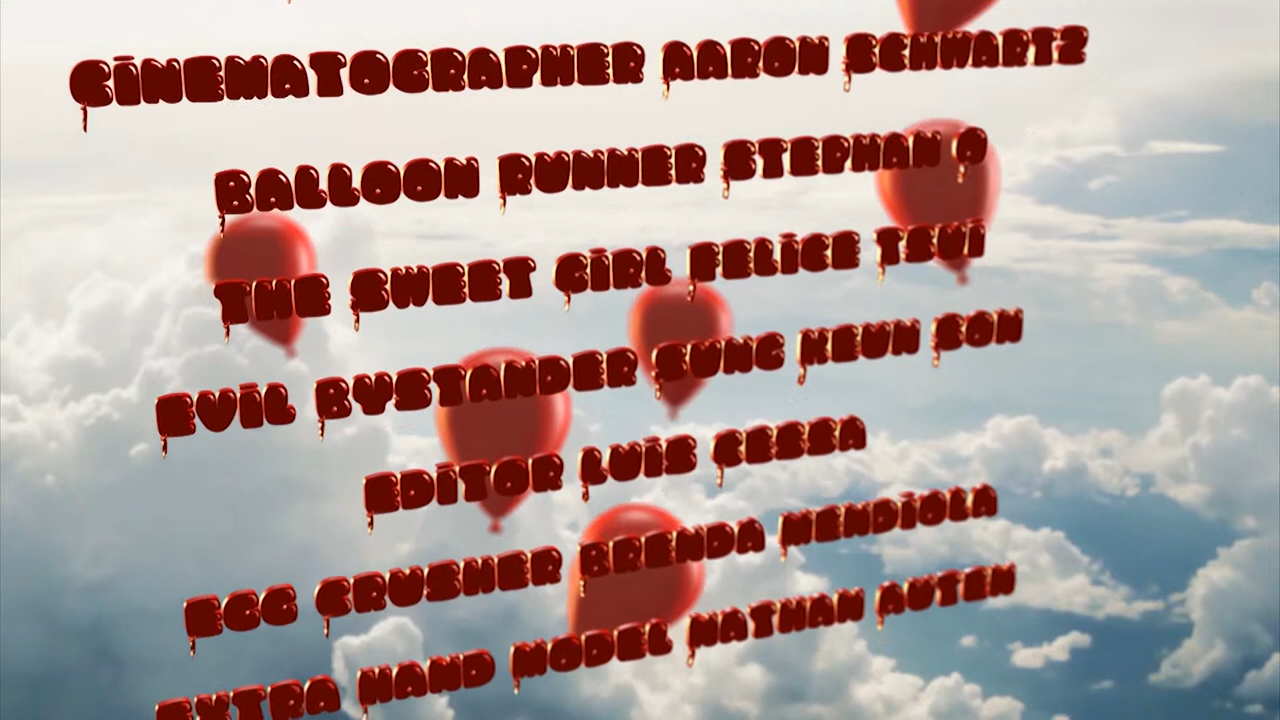 CINEMATOGRAPHER AARON SCHWARTZ
BALLOON RUNNER STEPHAN O
THE SWEET GIRL FELICE TSUI
EVIL BYSTANDER SUNG KEUN SON
EDITOR LUIS CESSA
EGG CRUSHER BRENDA MENDIOLA
EXTRA HAND MODEL NATHAN AUTEN